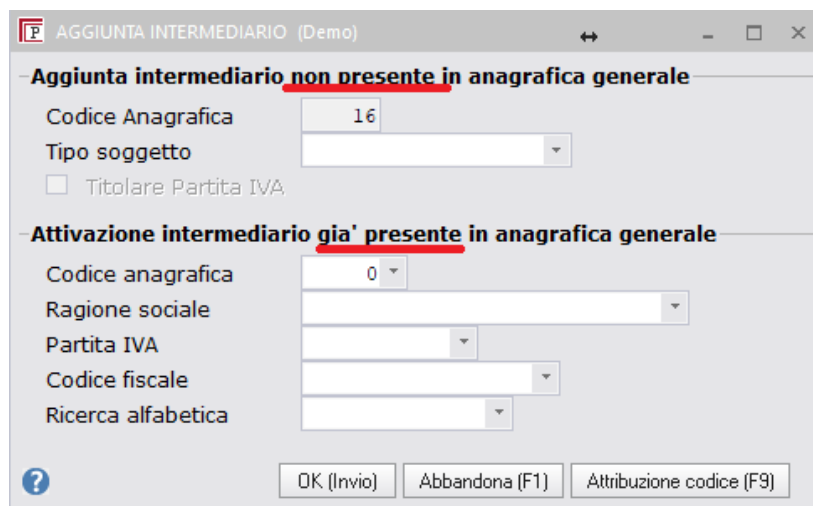 P AGGIUNTA INTERMEDIARIO (Demo)
Aggiunta intermediario non presente in anagrafica generale
Codice Anagrafica 16
Tipo soggetto
Titolare Partita IVA
Attivazione intermediario gia' presente in anagrafica generale
Codice anagrafica 0
Ragione sociale
Partita IVA
Codice fiscale
Ricerca alfabetica
? OK (Invio) Abbandona (F1) Attribuzione codice (F9)